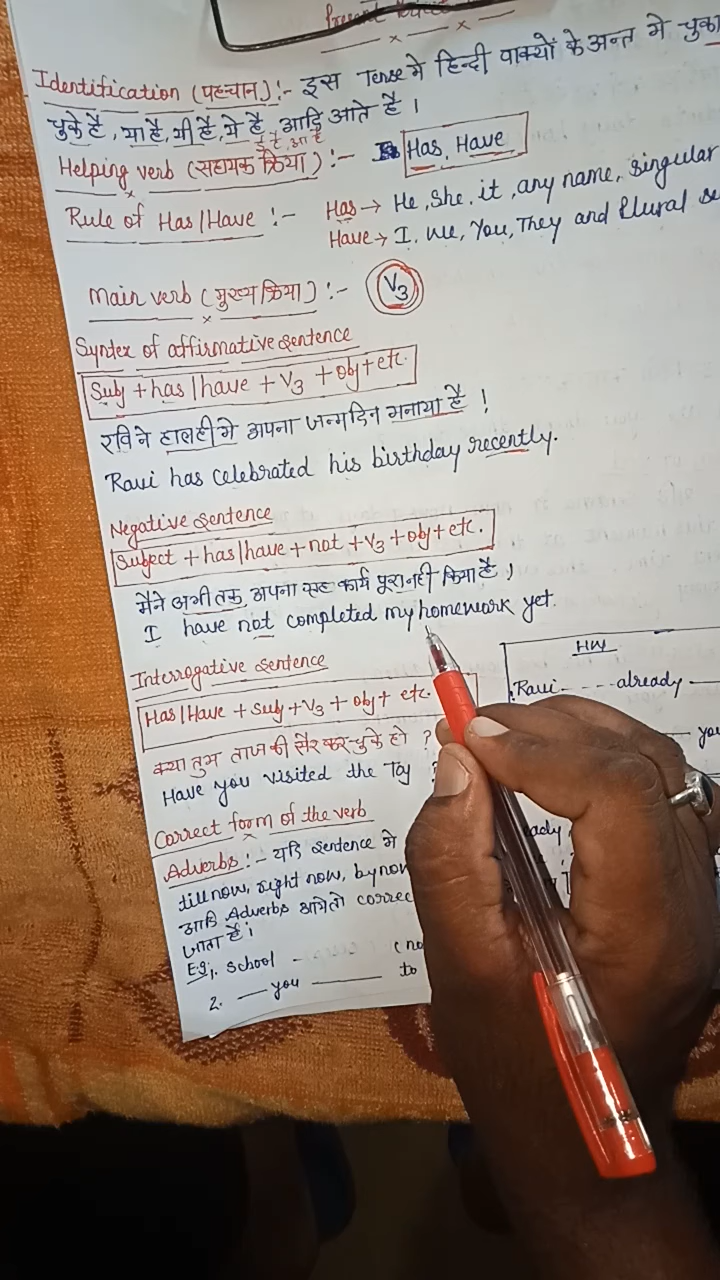 Present
Identification (पहचान) :- इस Tense मे हिन्दी वाक्यों के अन्त मे चुका
चुके है, या है, यी है, ये है, आदि आते है ।
ई है, आ है
Helping verb (सहायक क्रिया) :- Has, Have
Rule of Has/Have :- Has → He, She, it, any name, Singular
Have → I, We, You, They and Plural
Main verb (मुख्य क्रिया) :- V3
Syntex of affirmative sentence
Sub + has/have + V3 + obj + etc.
रवि ने हालही मे अपना जन्मदिन मनाया है !
Ravi has celebrated his birthday recently.
Negative sentence
Subject + has/have + not + V3 + obj + etc.
मैने अभी तक अपना कार्य पूरा नही किया है ।
I have not completed my homework yet.
Interrogative sentence
Has/Have + sub + V3 + obj + etc.
क्या तुम ताज की सैर कर चुके हो ?
Have you visited the Taj ?
HW
Ravi ---- already
you
Correct form of the verb
Adverbs :- यदि sentence मे
till now, right now, by now
आदि Adverbs आये तो correc
जाता है ।
Eg 1. School -
2. — you —— to